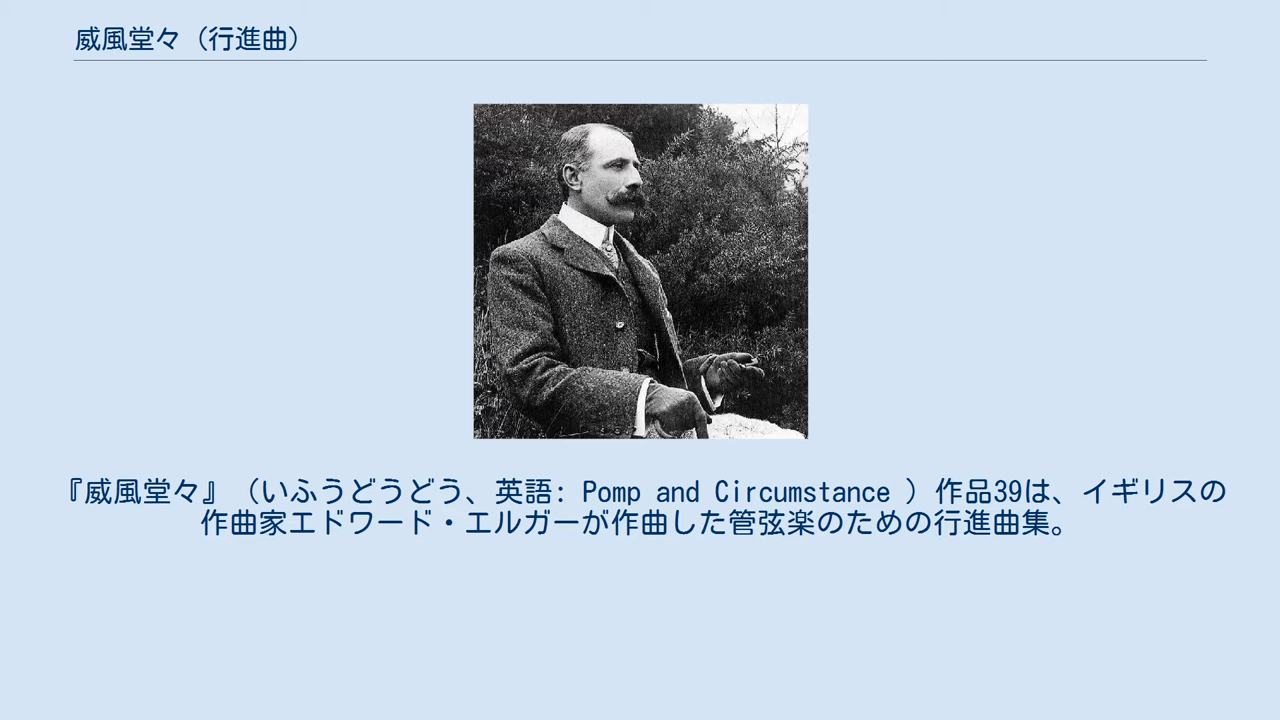 威風堂々（行進曲）
『威風堂々』（いふうどうどう、英語: Pomp and Circumstance ）作品39は、イギリスの
作曲家エドワード・エルガーが作曲した管弦楽のための行進曲集。